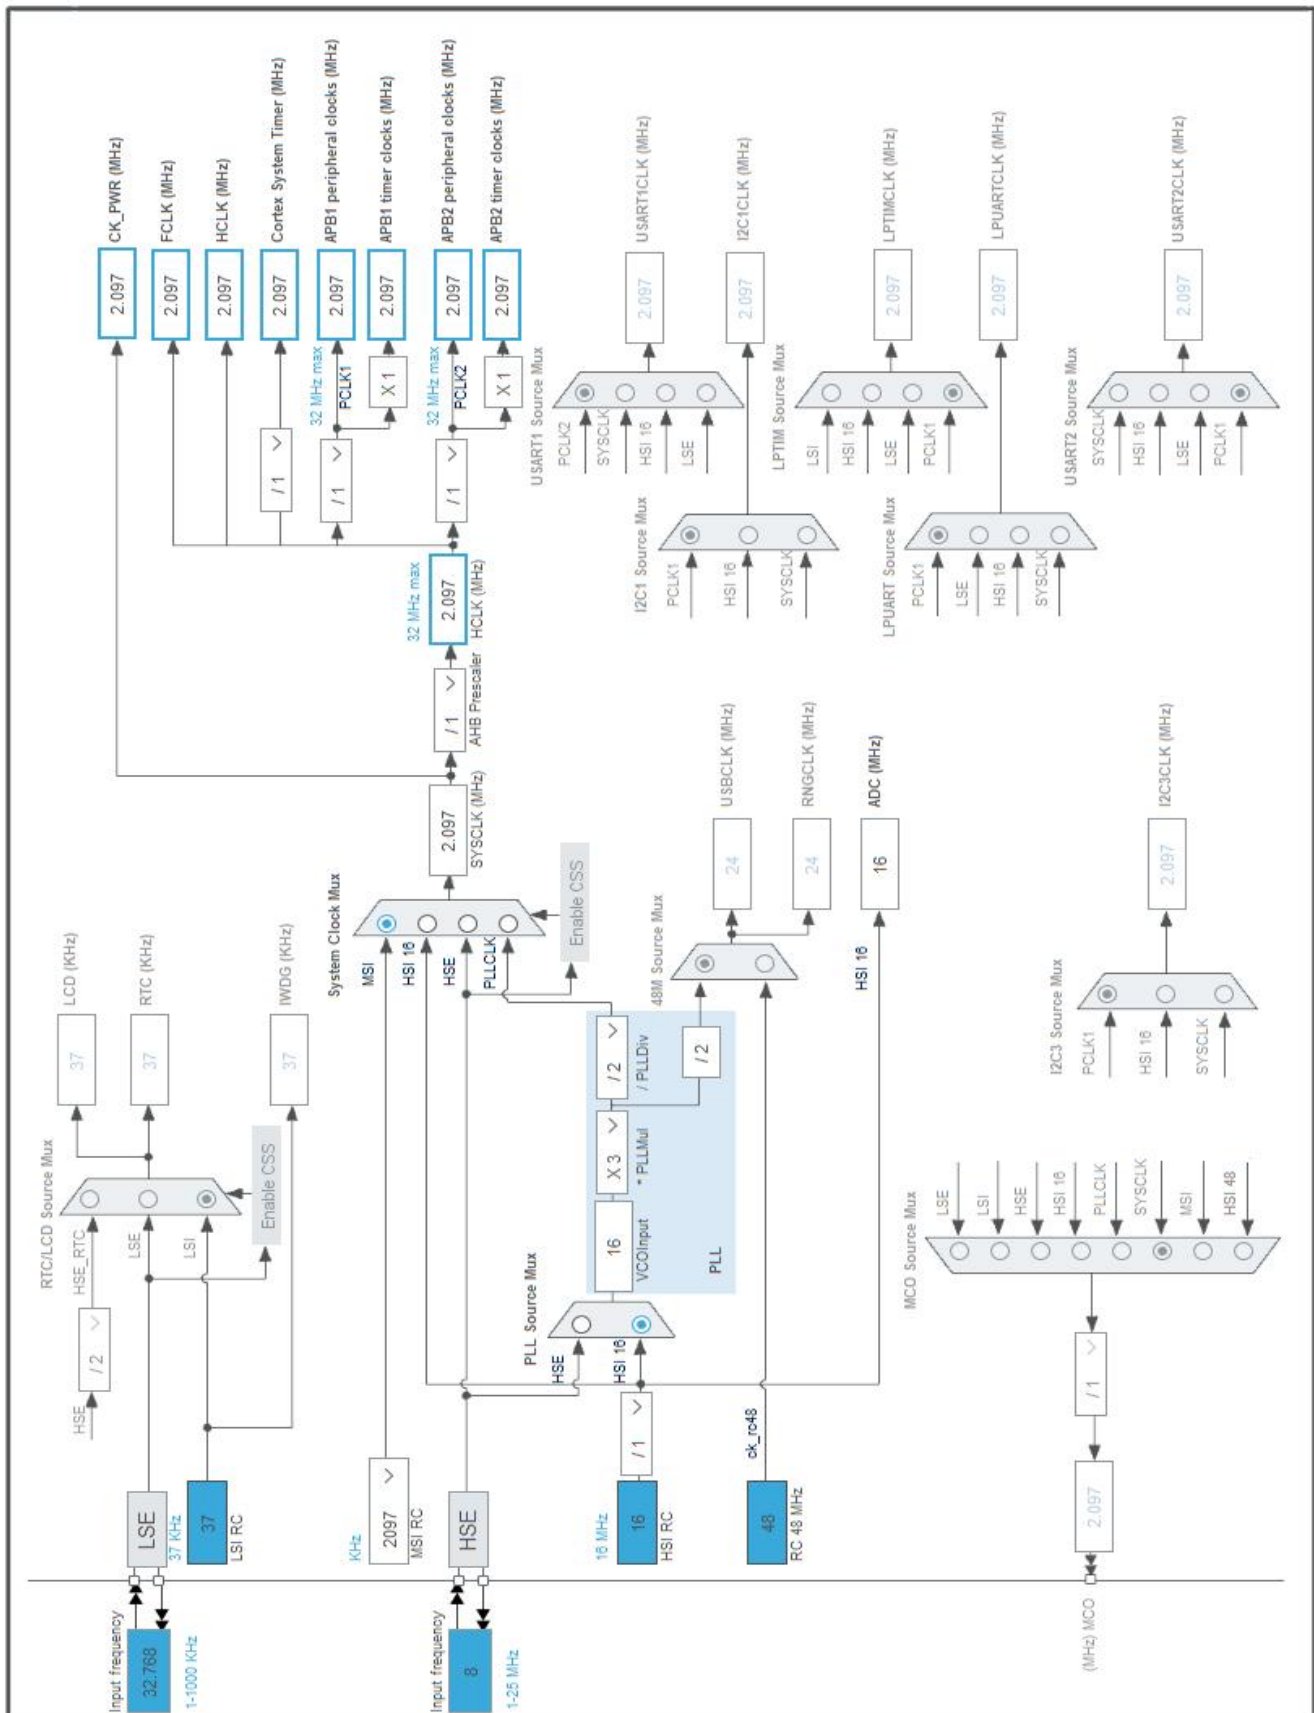 Input frequency
32.768
1-1000 KHz
LSE
37 KHz
37
LSI RC
HSE
/ 2
HSE_RTC
LSE
LSI
RTC/LCD Source Mux
Enable CSS
37
LCD (KHz)
37
RTC (KHz)
37
IWDG (KHz)
Input frequency
8
1-25 MHz
KHz
2097
MSI RC
HSE
16 MHz
16
HSI RC
/ 1
48
RC 48 MHz
ck_rc48
PLL Source Mux
HSE
HSI 16
16
VCOInput
X 3
* PLLMul
/ 2
/ PLLDiv
/ 2
PLL
System Clock Mux
MSI
HSI 16
HSE
PLLCLK
Enable CSS
2.097
SYSCLK (MHz)
/ 1
AHB Prescaler
32 MHz max
2.097
HCLK (MHz)
2.097
CK_PWR (MHz)
2.097
FCLK (MHz)
2.097
HCLK (MHz)
/ 1
2.097
Cortex System Timer (MHz)
/ 1
32 MHz max
PCLK1
2.097
APB1 peripheral clocks (MHz)
X 1
2.097
APB1 timer clocks (MHz)
/ 1
32 MHz max
PCLK2
2.097
APB2 peripheral clocks (MHz)
X 1
2.097
APB2 timer clocks (MHz)
48M Source Mux
24
USBCLK (MHz)
24
RNGCLK (MHz)
HSI 16
16
ADC (MHz)
USART1 Source Mux
PCLK2
SYSCLK
HSI 16
LSE
2.097
USART1CLK (MHz)
I2C1 Source Mux
PCLK1
HSI 16
SYSCLK
2.097
I2C1CLK (MHz)
LPTIM Source Mux
LSI
HSI 16
LSE
PCLK1
2.097
LPTIMCLK (MHz)
LPUART Source Mux
PCLK1
LSE
HSI 16
SYSCLK
2.097
LPUARTCLK (MHz)
USART2 Source Mux
SYSCLK
HSI 16
LSE
PCLK1
2.097
USART2CLK (MHz)
I2C3 Source Mux
PCLK1
HSI 16
SYSCLK
2.097
I2C3CLK (MHz)
MCO Source Mux
LSE
LSI
HSE
HSI 16
PLLCLK
SYSCLK
MSI
HSI 48
/ 1
2.097
(MHz) MCO